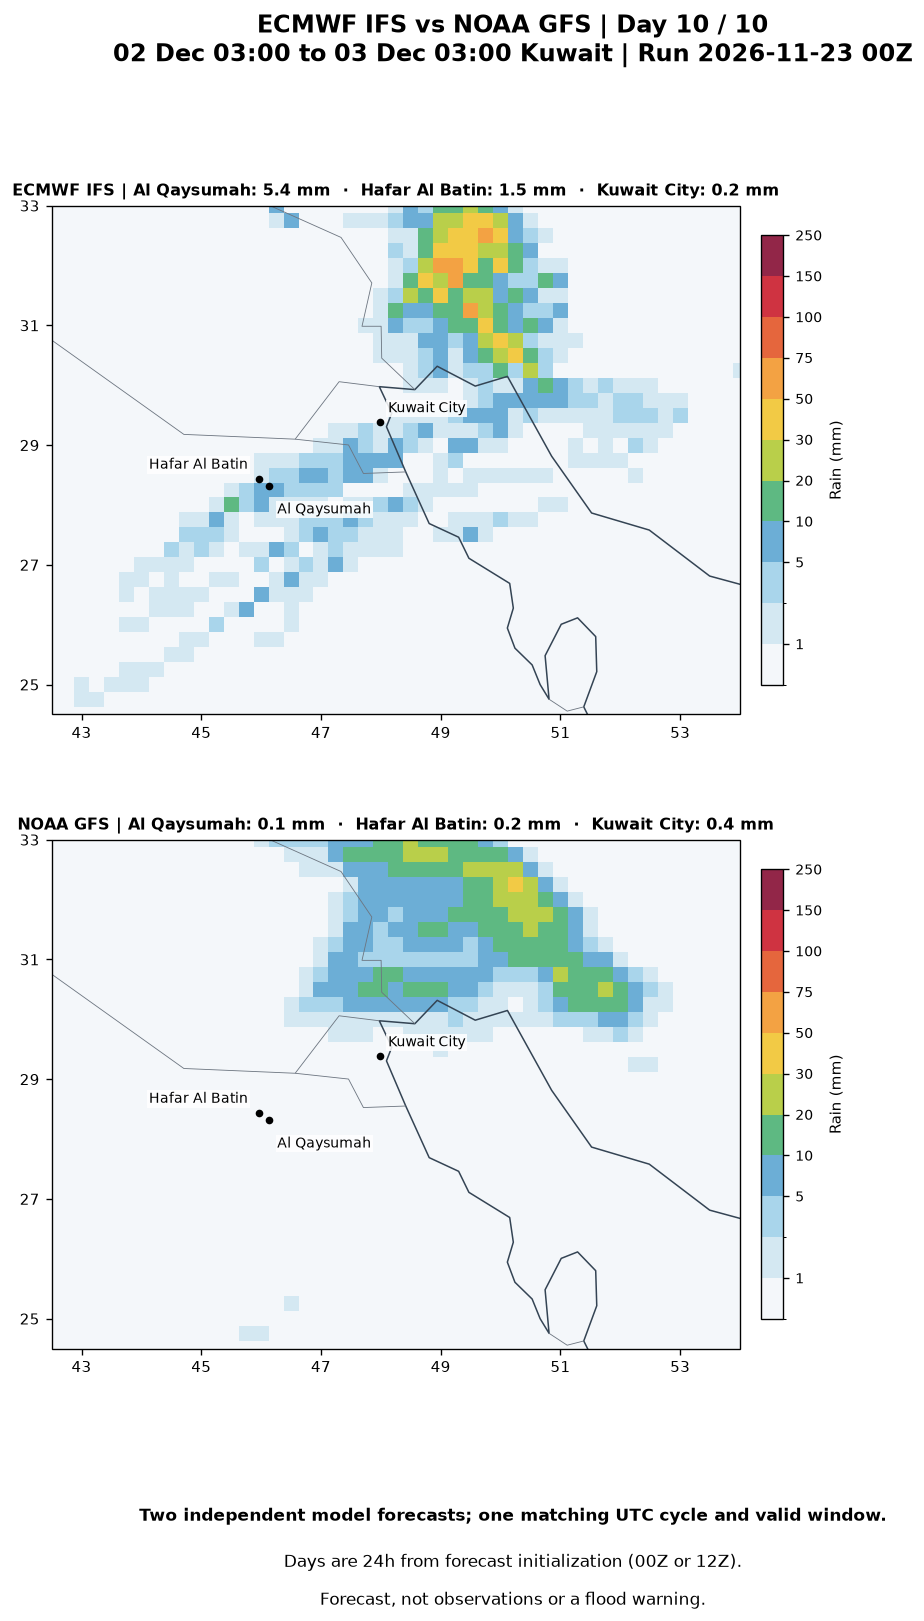 ECMWF IFS vs NOAA GFS | Day 10 / 10
02 Dec 03:00 to 03 Dec 03:00 Kuwait | Run 2026-11-23 00Z
ECMWF IFS | Al Qaysumah: 5.4 mm · Hafar Al Batin: 1.5 mm · Kuwait City: 0.2 mm
33
31
29
27
25
43
45
47
49
51
53
Kuwait City
Hafar Al Batin
Al Qaysumah
250
150
100
75
50
30
20
10
5
1
Rain (mm)
NOAA GFS | Al Qaysumah: 0.1 mm · Hafar Al Batin: 0.2 mm · Kuwait City: 0.4 mm
33
31
29
27
25
43
45
47
49
51
53
Kuwait City
Hafar Al Batin
Al Qaysumah
250
150
100
75
50
30
20
10
5
1
Rain (mm)
Two independent model forecasts; one matching UTC cycle and valid window.
Days are 24h from forecast initialization (00Z or 12Z).
Forecast, not observations or a flood warning.